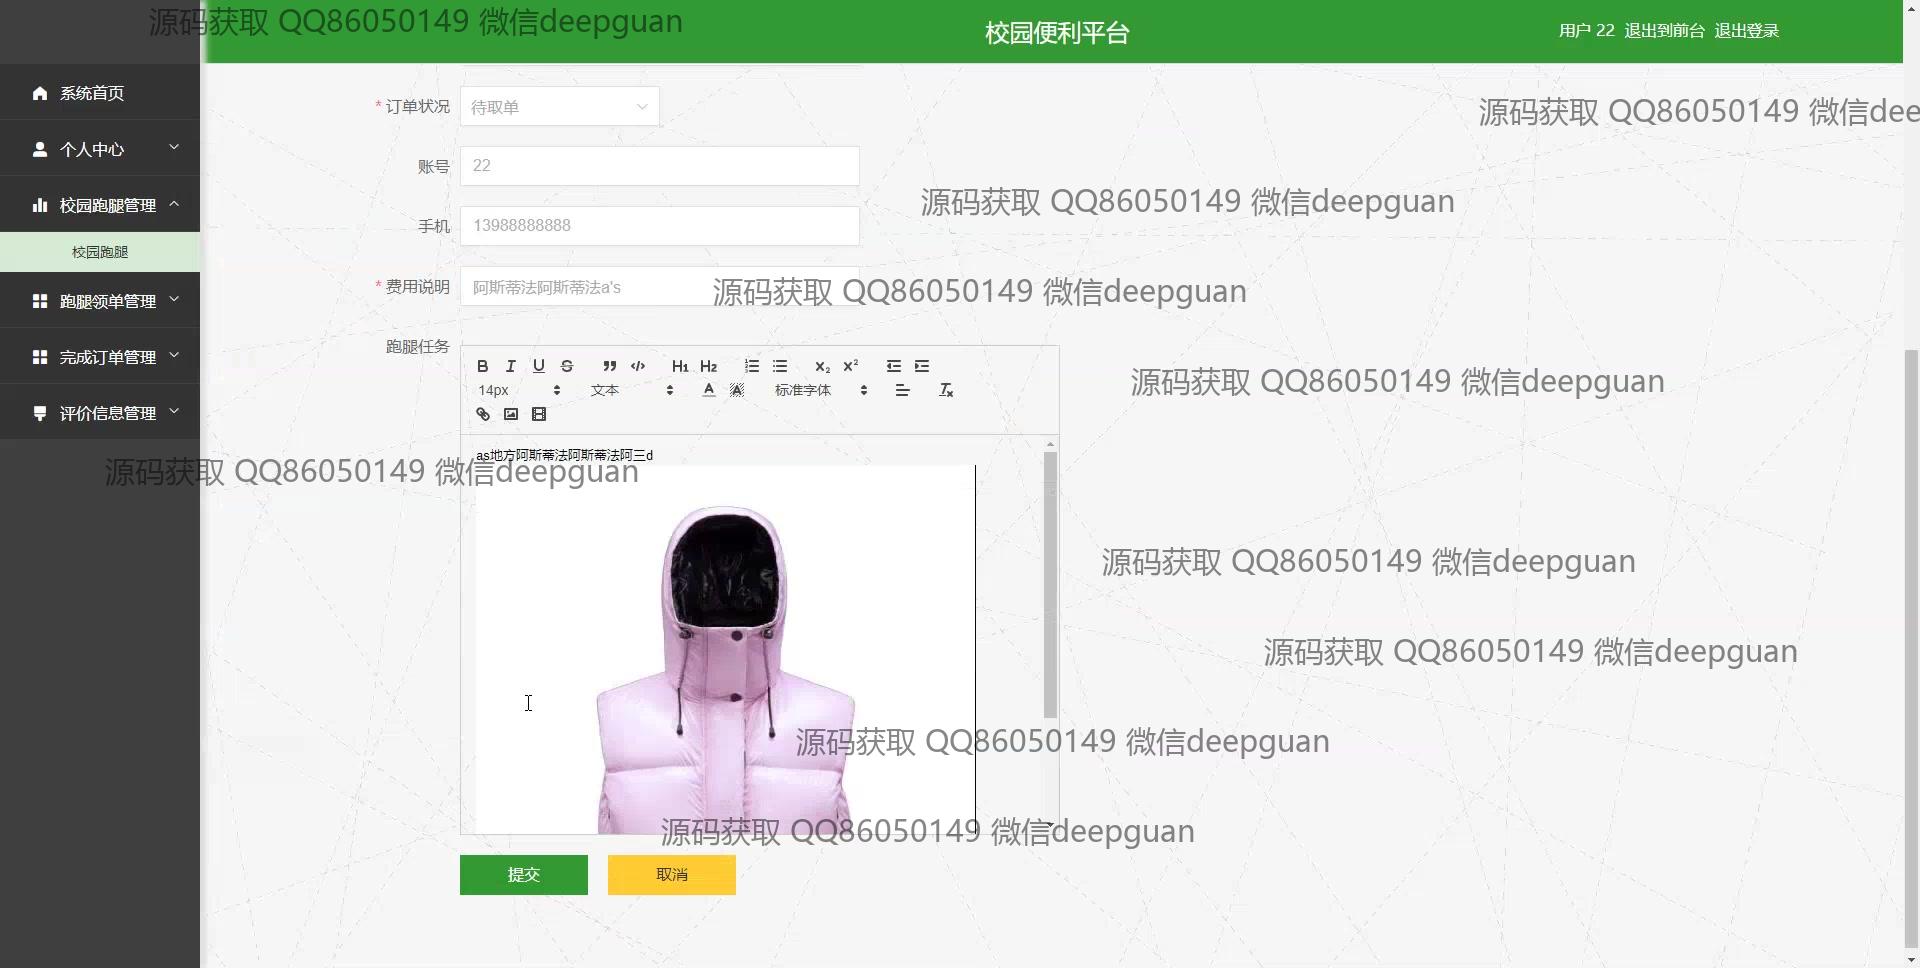 源码获取 QQ86050149 微信deepguan
校园便利平台
用户 22 退出到前台 退出登录
系统首页
个人中心
校园跑腿管理
校园跑腿
跑腿领单管理
完成订单管理
评价信息管理
* 订单状况 待取单
源码获取 QQ86050149 微信dee
账号 22
源码获取 QQ86050149 微信deepguan
手机 13988888888
* 费用说明 阿斯蒂法阿斯蒂法a's
源码获取 QQ86050149 微信deepguan
跑腿任务
B I U S H1 H2 x2 x2
14px 文本 A A 标准字体 Tx
源码获取 QQ86050149 微信deepguan
as地方阿斯蒂法阿斯蒂法阿三d
源码获取 QQ86050149 微信deepguan
源码获取 QQ86050149 微信deepguan
源码获取 QQ86050149 微信deepguan
源码获取 QQ86050149 微信deepguan
源码获取 QQ86050149 微信deepguan
提交 取消